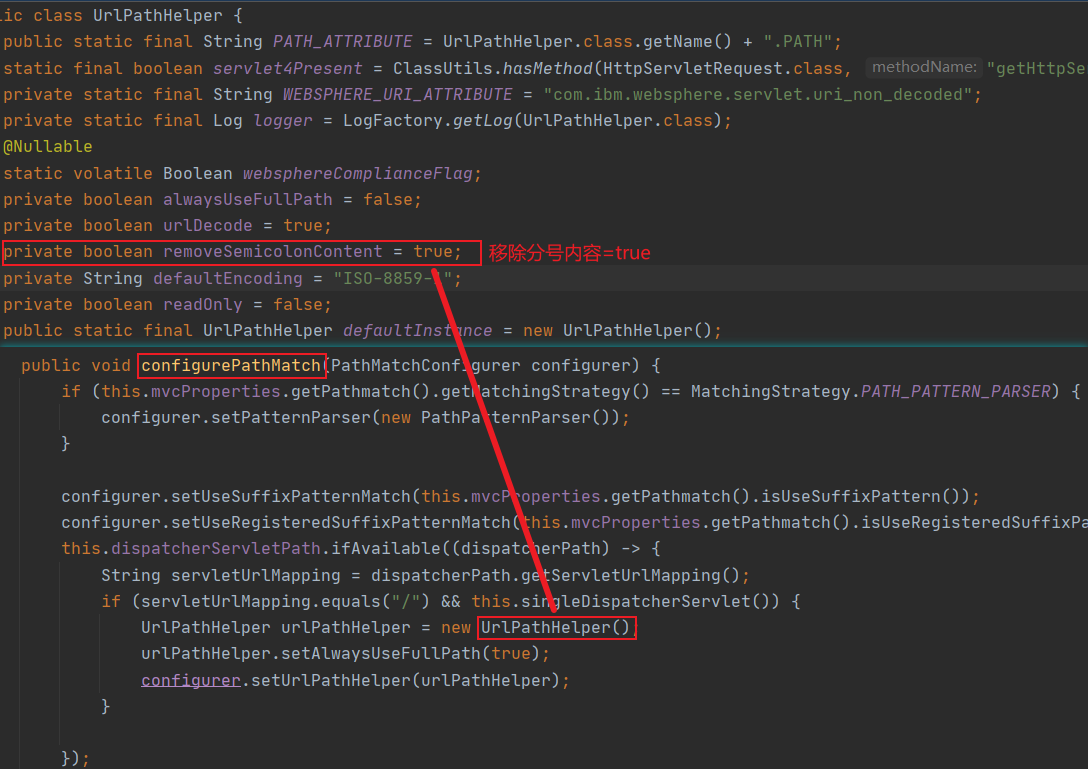 lic class UrlPathHelper {
public static final String PATH_ATTRIBUTE = UrlPathHelper.class.getName() + ".PATH";
static final boolean servlet4Present = ClassUtils.hasMethod(HttpServletRequest.class, methodName: "getHttpSe
private static final String WEBSPHERE_URI_ATTRIBUTE = "com.ibm.websphere.servlet.uri_non_decoded";
private static final Log logger = LogFactory.getLog(UrlPathHelper.class);
@Nullable
static volatile Boolean websphereComplianceFlag;
private boolean alwaysUseFullPath = false;
private boolean urlDecode = true;
private boolean removeSemicolonContent = true; 移除分号内容=true
private String defaultEncoding = "ISO-8859-1";
private boolean readOnly = false;
public static final UrlPathHelper defaultInstance = new UrlPathHelper();
public void configurePathMatch(PathMatchConfigurer configurer) {
if (this.mvcProperties.getPathmatch().getMatchingStrategy() == MatchingStrategy.PATH_PATTERN_PARSER) {
configurer.setPatternParser(new PathPatternParser());
}
configurer.setUseSuffixPatternMatch(this.mvcProperties.getPathmatch().isUseSuffixPattern());
configurer.setUseRegisteredSuffixPatternMatch(this.mvcProperties.getPathmatch().isUseRegisteredSuffixPa
this.dispatcherServletPath.ifAvailable((dispatcherPath) -> {
String servletUrlMapping = dispatcherPath.getServletUrlMapping();
if (servletUrlMapping.equals("/") && this.singleDispatcherServlet()) {
UrlPathHelper urlPathHelper = new UrlPathHelper();
urlPathHelper.setAlwaysUseFullPath(true);
configurer.setUrlPathHelper(urlPathHelper);
}
});